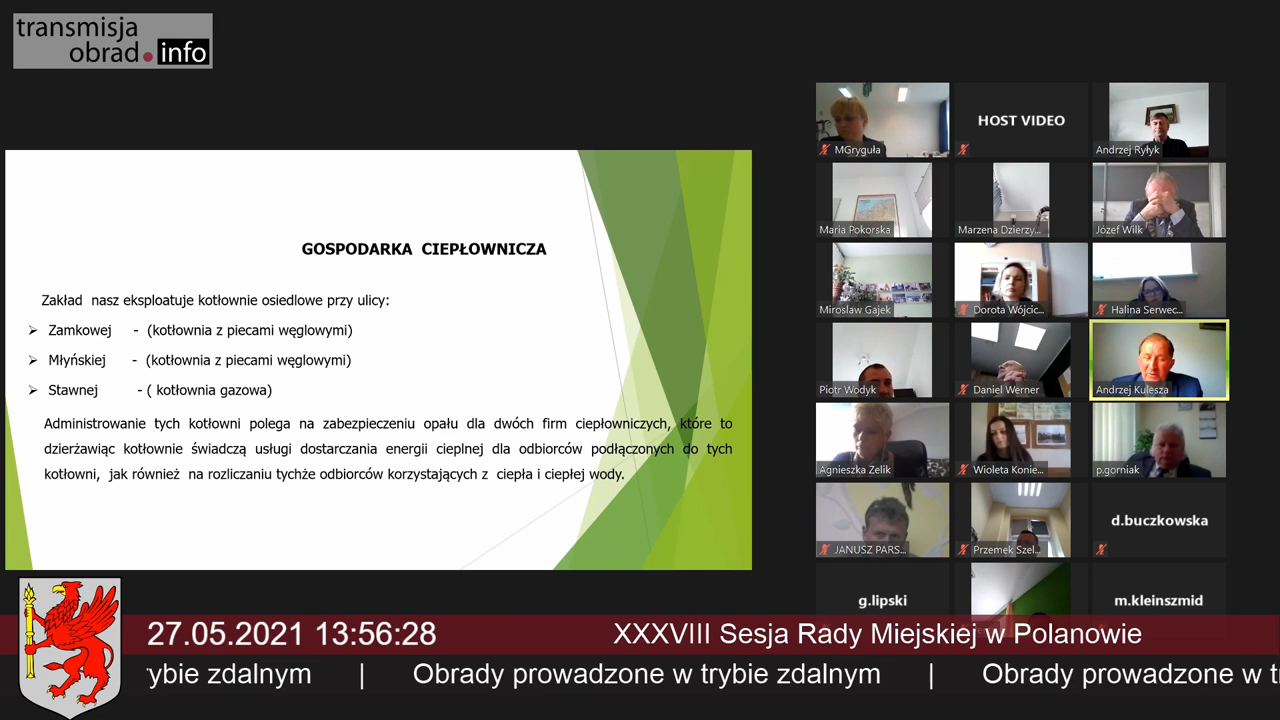 transmisja
obrad.info
GOSPODARKA CIEPŁOWNICZA
Zakład nasz eksploatuje kotłownie osiedlowe przy ulicy:
Zamkowej - (kotłownia z piecami węglowymi)
Młyńskiej - (kotłownia z piecami węglowymi)
Stawnej - ( kotłownia gazowa)
Administrowanie tych kotłowni polega na zabezpieczeniu opału dla dwóch firm ciepłowniczych, które to
dzierżawiąc kotłownie świadczą usługi dostarczania energii cieplnej dla odbiorców podłączonych do tych
kotłowni, jak również na rozliczaniu tychże odbiorców korzystających z ciepła i ciepłej wody.
MGryguła
HOST VIDEO
Andrzej Ryłyk
Maria Pokorska
Marzena Dzierzy...
Józef Wilk
Miroslaw Gajek
Dorota Wójcic...
Halina Serwec...
Piotr Wodyk
Daniel Werner
Andrzej Kulesza
Agnieszka Zelik
Wioleta Konie...
p.gorniak
JANUSZ PARS...
Przemek Szel...
d.buczkowska
g.lipski
m.kleinszmid
27.05.2021 13:56:28
XXXVIII Sesja Rady Miejskiej w Polanowie
ybie zdalnym | Obrady prowadzone w trybie zdalnym | Obrady prowadzone w t